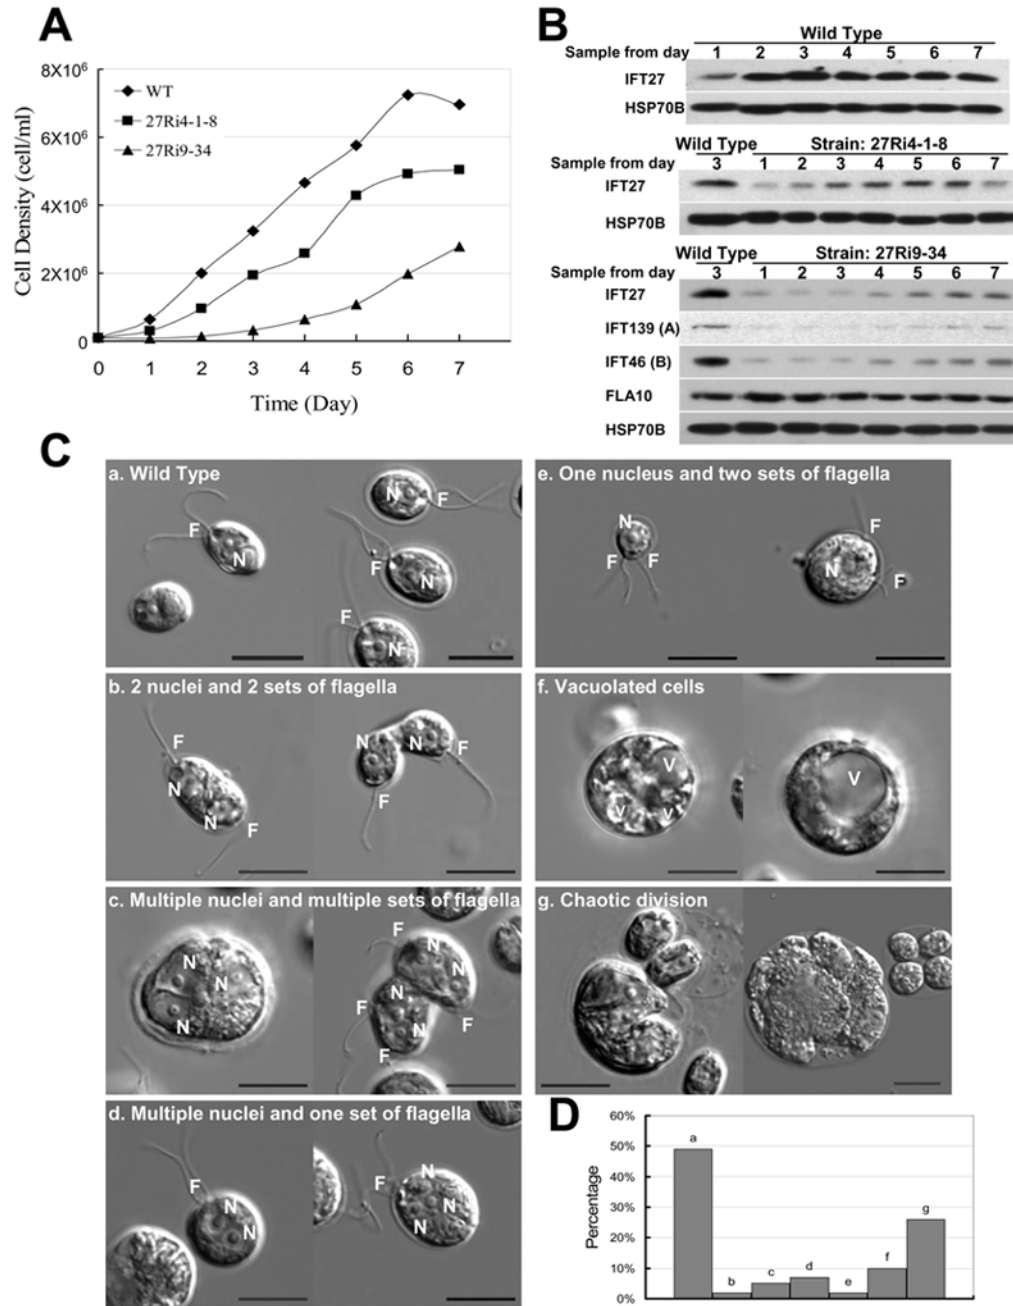 A
8X10⁶
6X10⁶
4X10⁶
2X10⁶
0
Cell Density (cell/ml)
WT
27Ri4-1-8
27Ri9-34
0 1 2 3 4 5 6 7
Time (Day)
B
Wild Type
Sample from day 1 2 3 4 5 6 7
IFT27
HSP70B
Wild Type Strain: 27Ri4-1-8
Sample from day 3 1 2 3 4 5 6 7
IFT27
HSP70B
Wild Type Strain: 27Ri9-34
Sample from day 3 1 2 3 4 5 6 7
IFT27
IFT139 (A)
IFT46 (B)
FLA10
HSP70B
C
a. Wild Type
F N
N F
F N
F N
b. 2 nuclei and 2 sets of flagella
F N N F
N N F F
c. Multiple nuclei and multiple sets of flagella
N N N
F N N N N F F
d. Multiple nuclei and one set of flagella
F N N
F N N N
e. One nucleus and two sets of flagella
N F F
F N F
f. Vacuolated cells
V V V
V
g. Chaotic division
D
60%
50%
40%
30%
20%
10%
0%
Percentage
a b c d e f g